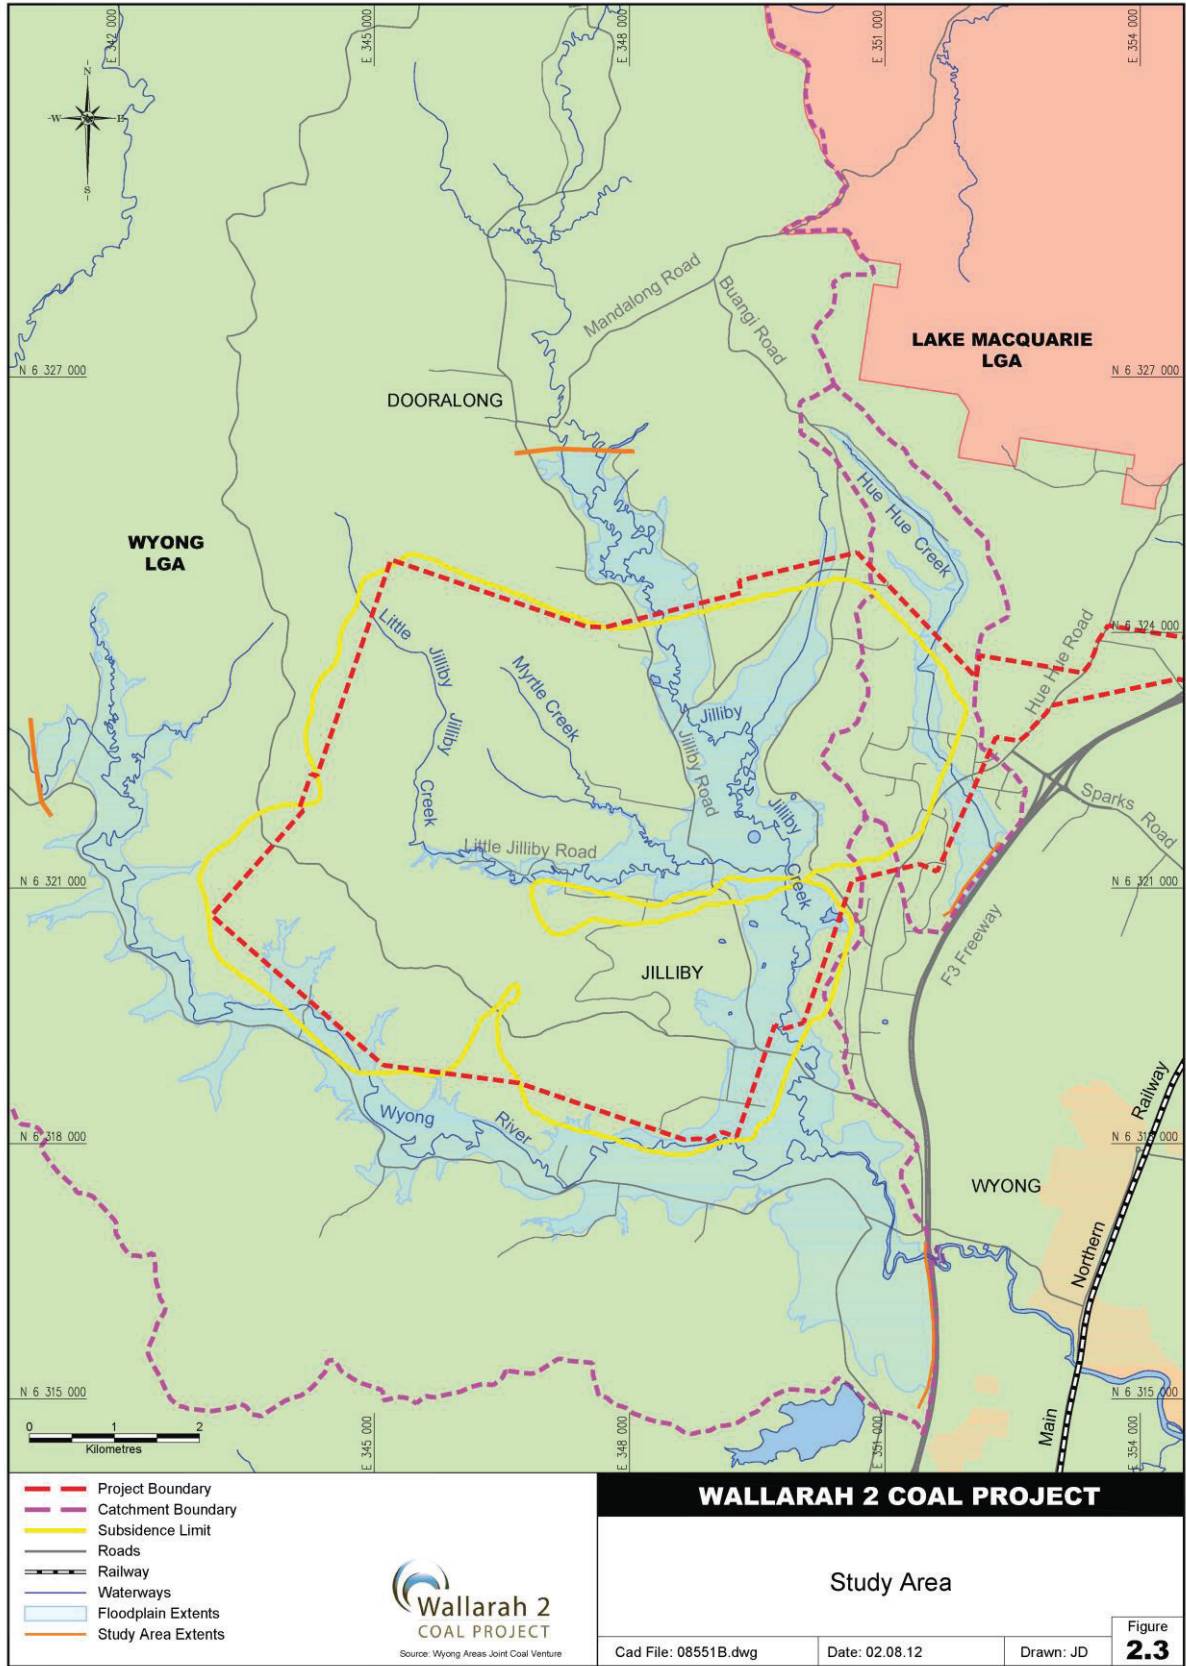 E 342 000
E 345 000
E 348 000
E 351 000
E 354 000
N
W
E
S
Mandalong Road
Buangi Road
LAKE MACQUARIE
LGA
N 6 327 000
N 6 327 000
DOORALONG
Hue Hue Creek
WYONG
LGA
Little Jilliby Jilliby Creek
Myrtle Creek
N 6 324 000
Hue Hue Road
Jilliby Jilliby Creek
Jilliby Road
Sparks Road
Little Jilliby Road
N 6 321 000
N 6 321 000
F3 Freeway
JILLIBY
Wyong River
N 6 318 000
N 6 318 000
WYONG
Main Northern Railway
N 6 315 000
N 6 315 000
0 1 2
Kilometres
E 345 000
E 348 000
E 351 000
E 354 000
Project Boundary
Catchment Boundary
Subsidence Limit
Roads
Railway
Waterways
Floodplain Extents
Study Area Extents
Wallarah 2
COAL PROJECT
Source: Wyong Areas Joint Coal Venture
WALLARAH 2 COAL PROJECT
Study Area
Cad File: 08551B.dwg
Date: 02.08.12
Drawn: JD
Figure
2.3